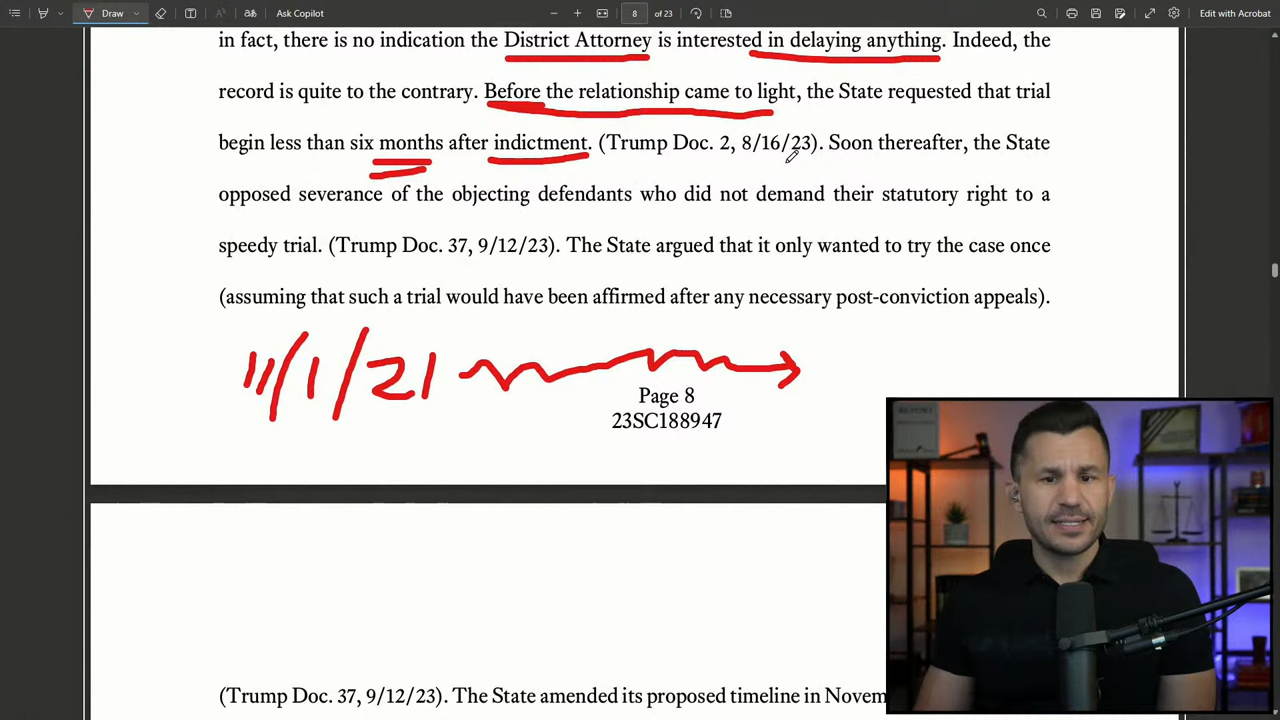 Draw
Ask Copilot
8 of 23
Edit with Acrobat
in fact, there is no indication the District Attorney is interested in delaying anything. Indeed, the
record is quite to the contrary. Before the relationship came to light, the State requested that trial
begin less than six months after indictment. (Trump Doc. 2, 8/16/23). Soon thereafter, the State
opposed severance of the objecting defendants who did not demand their statutory right to a
speedy trial. (Trump Doc. 37, 9/12/23). The State argued that it only wanted to try the case once
(assuming that such a trial would have been affirmed after any necessary post-conviction appeals).
11/1/21
Page 8
23SC188947
(Trump Doc. 37, 9/12/23). The State amended its proposed timeline in Novem